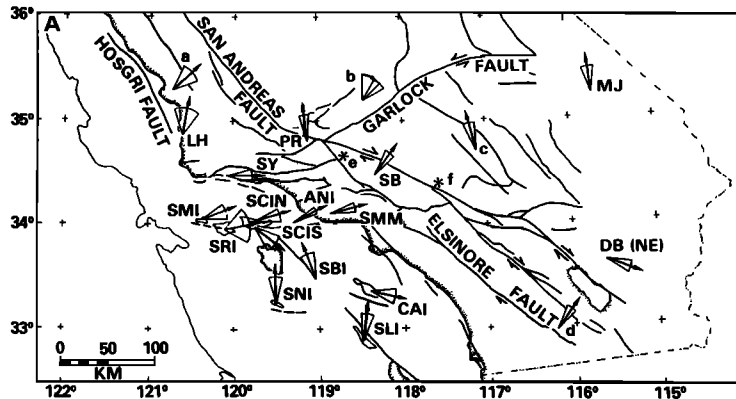 36°
A
SAN ANDREAS
FAULT
HOSGRI FAULT
a
b
GARLOCK
FAULT
MJ
35°
LH
PR
c
SY
e
SB
f
SMI
SCIN
ANI
34°
SRI
SCIS
SMM
ELSINORE
FAULT
DB (NE)
SNI
SBI
CAI
d
33°
SLI
0 50 100
KM
122° 121° 120° 119° 118° 117° 116° 115°